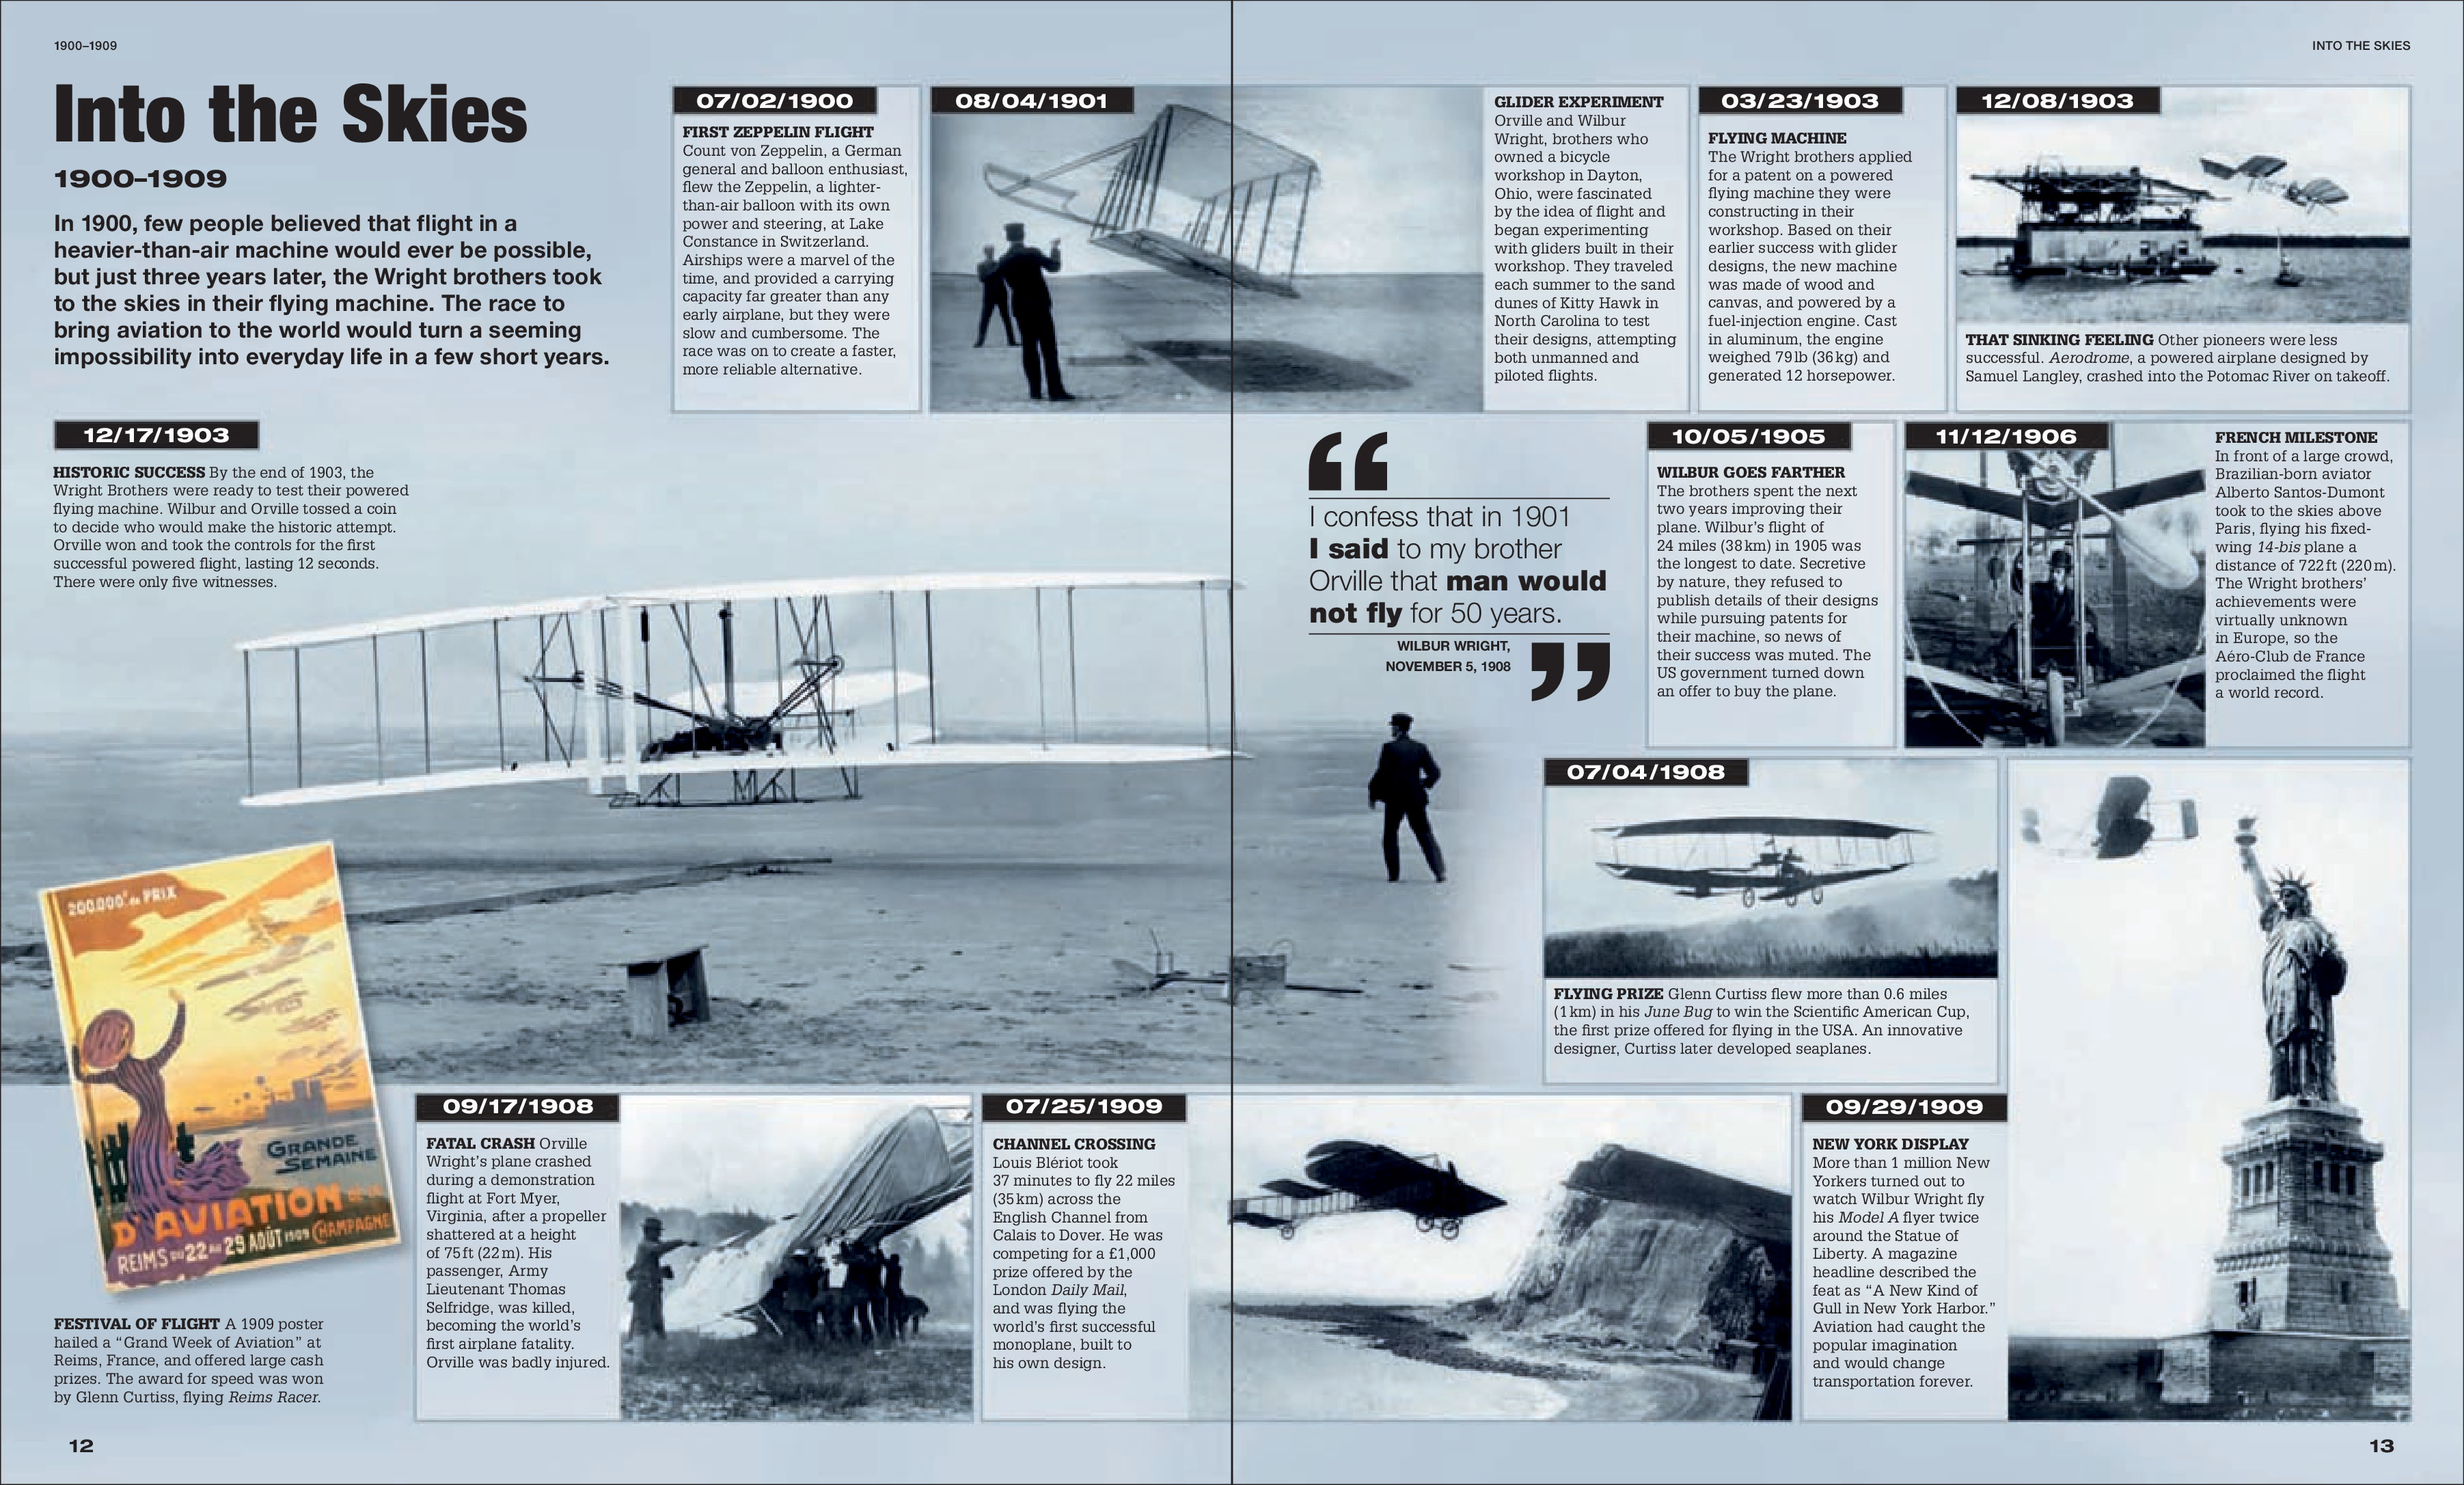 1900–1909
INTO THE SKIES
Into the Skies
1900–1909
In 1900, few people believed that flight in a
heavier-than-air machine would ever be possible,
but just three years later, the Wright brothers took
to the skies in their flying machine. The race to
bring aviation to the world would turn a seeming
impossibility into everyday life in a few short years.
07/02/1900
FIRST ZEPPELIN FLIGHT
Count von Zeppelin, a German
general and balloon enthusiast,
flew the Zeppelin, a lighter-
than-air balloon with its own
power and steering, at Lake
Constance in Switzerland.
Airships were a marvel of the
time, and provided a carrying
capacity far greater than any
early airplane, but they were
slow and cumbersome. The
race was on to create a faster,
more reliable alternative.
08/04/1901
GLIDER EXPERIMENT
Orville and Wilbur
Wright, brothers who
owned a bicycle
workshop in Dayton,
Ohio, were fascinated
by the idea of flight and
began experimenting
with gliders built in their
workshop. They traveled
each summer to the sand
dunes of Kitty Hawk in
North Carolina to test
their designs, attempting
both unmanned and
piloted flights.
03/23/1903
FLYING MACHINE
The Wright brothers applied
for a patent on a powered
flying machine they were
constructing in their
workshop. Based on their
earlier success with glider
designs, the new machine
was made of wood and
canvas, and powered by a
fuel-injection engine. Cast
in aluminum, the engine
weighed 79 lb (36 kg) and
generated 12 horsepower.
12/08/1903
THAT SINKING FEELING Other pioneers were less
successful. Aerodrome, a powered airplane designed by
Samuel Langley, crashed into the Potomac River on takeoff.
12/17/1903
HISTORIC SUCCESS By the end of 1903, the
Wright Brothers were ready to test their powered
flying machine. Wilbur and Orville tossed a coin
to decide who would make the historic attempt.
Orville won and took the controls for the first
successful powered flight, lasting 12 seconds.
There were only five witnesses.
“
I confess that in 1901
I said to my brother
Orville that man would
not fly for 50 years.
WILBUR WRIGHT,
NOVEMBER 5, 1908
”
10/05/1905
WILBUR GOES FARTHER
The brothers spent the next
two years improving their
plane. Wilbur's flight of
24 miles (38 km) in 1905 was
the longest to date. Secretive
by nature, they refused to
publish details of their designs
while pursuing patents for
their machine, so news of
their success was muted. The
US government turned down
an offer to buy the plane.
11/12/1906
FRENCH MILESTONE
In front of a large crowd,
Brazilian-born aviator
Alberto Santos-Dumont
took to the skies above
Paris, flying his fixed-
wing 14-bis plane a
distance of 722 ft (220 m).
The Wright brothers'
achievements were
virtually unknown
in Europe, so the
Aéro-Club de France
proclaimed the flight
a world record.
07/04/1908
FLYING PRIZE Glenn Curtiss flew more than 0.6 miles
(1 km) in his June Bug to win the Scientific American Cup,
the first prize offered for flying in the USA. An innovative
designer, Curtiss later developed seaplanes.
200.000F. de PRIX
GRANDE
SEMAINE
D'AVIATION de la
CHAMPAGNE
REIMS DU 22 AU 29 AOÛT 1909
FESTIVAL OF FLIGHT A 1909 poster
hailed a “Grand Week of Aviation” at
Reims, France, and offered large cash
prizes. The award for speed was won
by Glenn Curtiss, flying Reims Racer.
09/17/1908
FATAL CRASH Orville
Wright's plane crashed
during a demonstration
flight at Fort Myer,
Virginia, after a propeller
shattered at a height
of 75 ft (22 m). His
passenger, Army
Lieutenant Thomas
Selfridge, was killed,
becoming the world's
first airplane fatality.
Orville was badly injured.
07/25/1909
CHANNEL CROSSING
Louis Blériot took
37 minutes to fly 22 miles
(35 km) across the
English Channel from
Calais to Dover. He was
competing for a £1,000
prize offered by the
London Daily Mail,
and was flying the
world's first successful
monoplane, built to
his own design.
09/29/1909
NEW YORK DISPLAY
More than 1 million New
Yorkers turned out to
watch Wilbur Wright fly
his Model A flyer twice
around the Statue of
Liberty. A magazine
headline described the
feat as “A New Kind of
Gull in New York Harbor.”
Aviation had caught the
popular imagination
and would change
transportation forever.
12
13